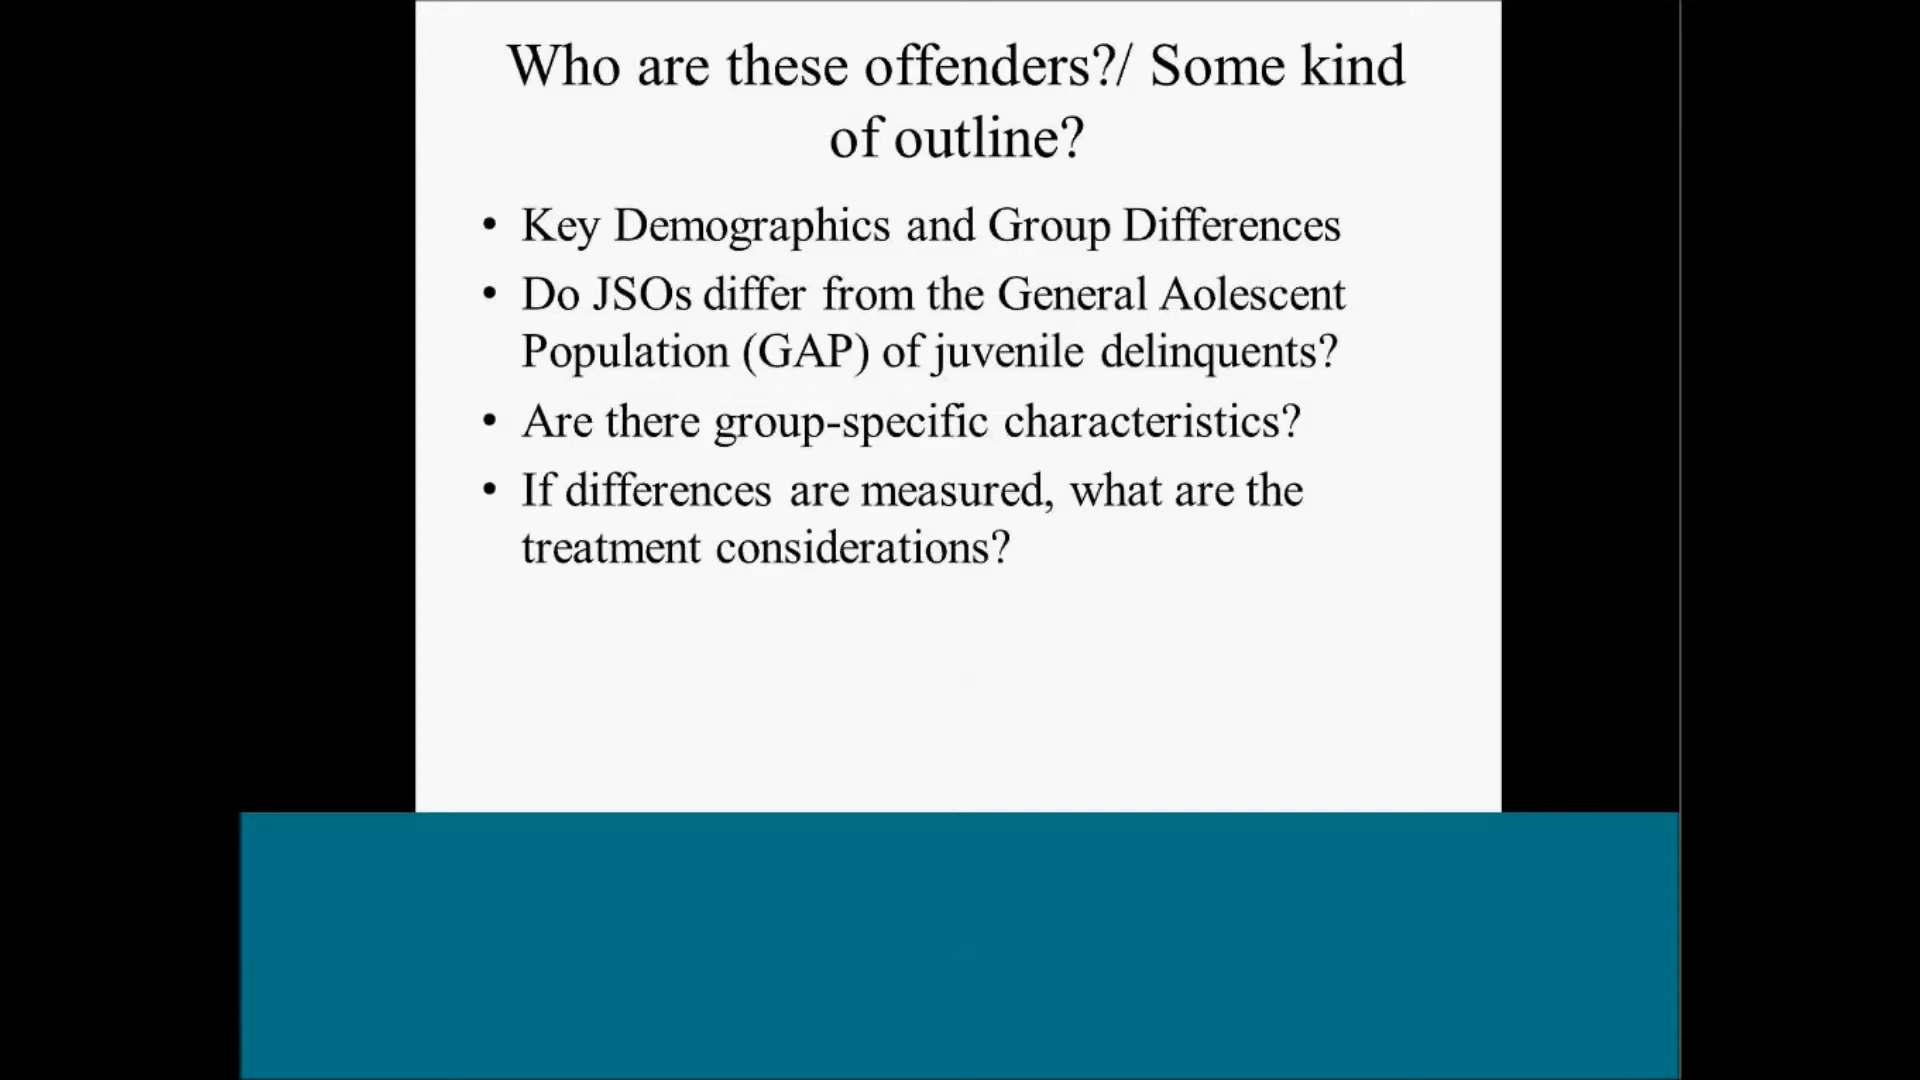 Who are these offenders?/ Some kind
of outline?
• Key Demographics and Group Differences
• Do JSOs differ from the General Aolescent
Population (GAP) of juvenile delinquents?
• Are there group-specific characteristics?
• If differences are measured, what are the
treatment considerations?